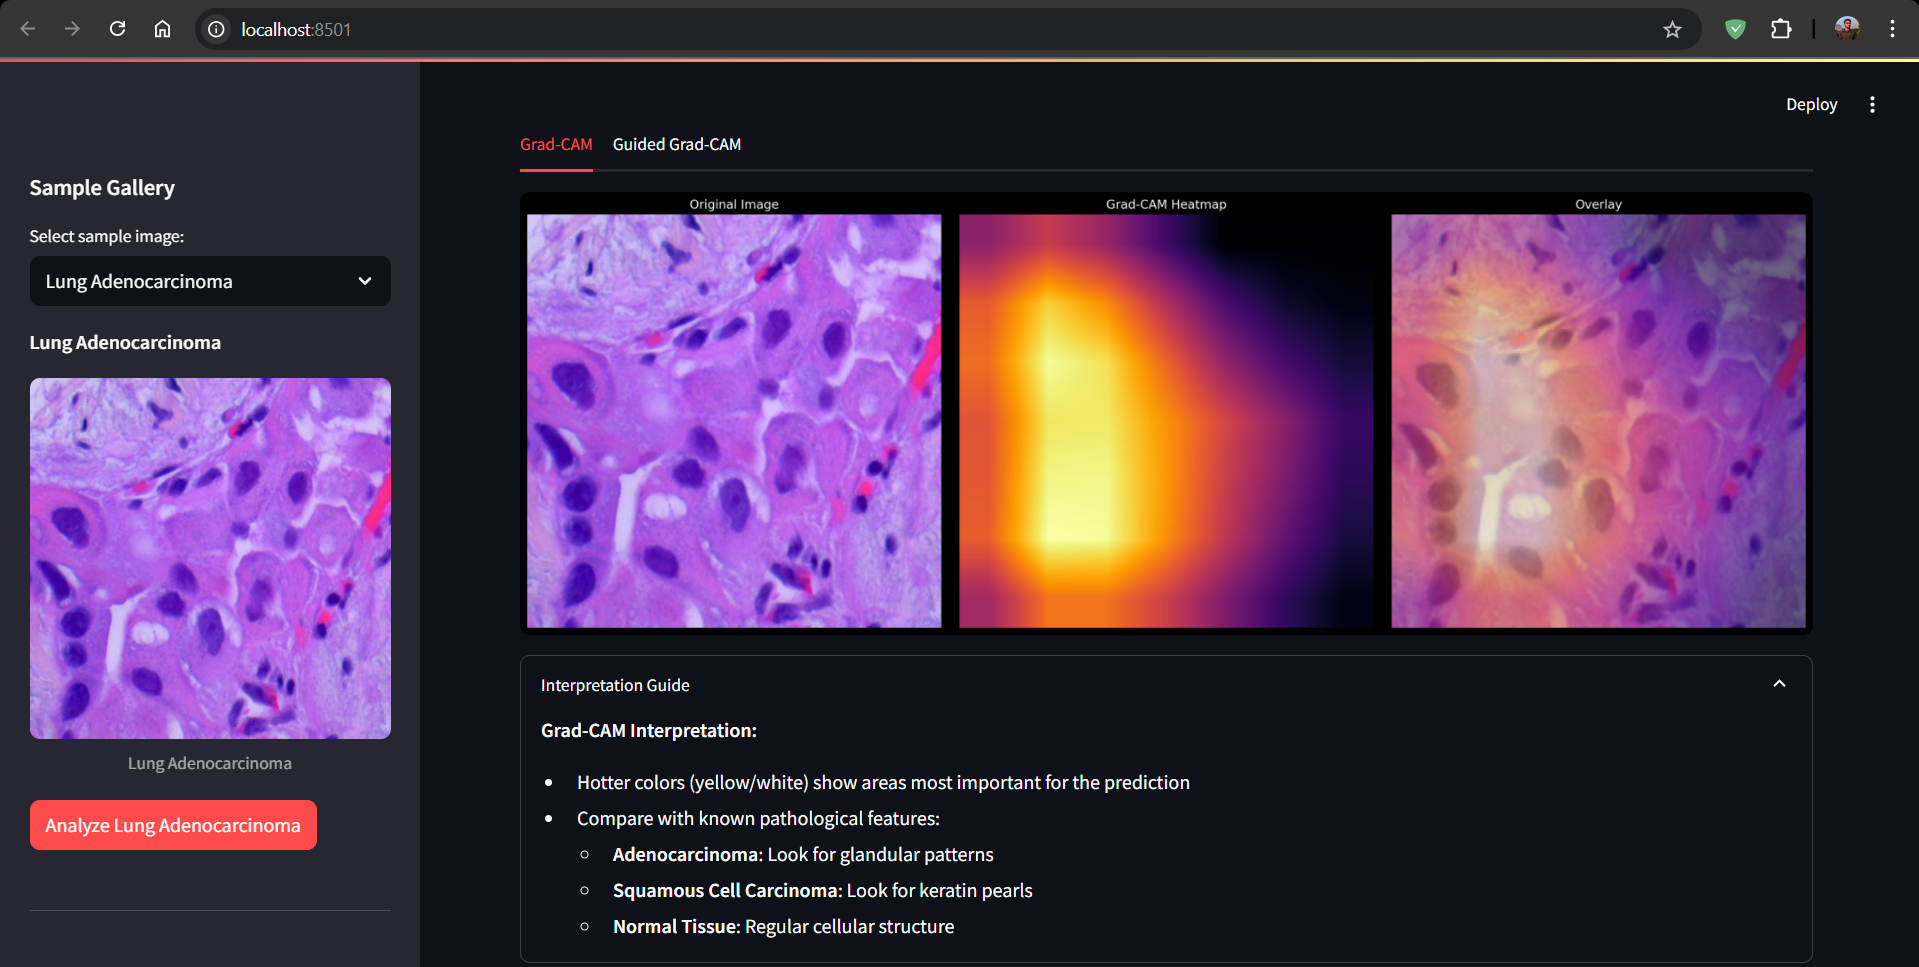 localhost:8501
Deploy
Sample Gallery
Select sample image:
Lung Adenocarcinoma
Lung Adenocarcinoma
Lung Adenocarcinoma
Analyze Lung Adenocarcinoma
Grad-CAM Guided Grad-CAM
Original Image Grad-CAM Heatmap Overlay
Interpretation Guide
Grad-CAM Interpretation:
• Hotter colors (yellow/white) show areas most important for the prediction
• Compare with known pathological features:
○ Adenocarcinoma: Look for glandular patterns
○ Squamous Cell Carcinoma: Look for keratin pearls
○ Normal Tissue: Regular cellular structure